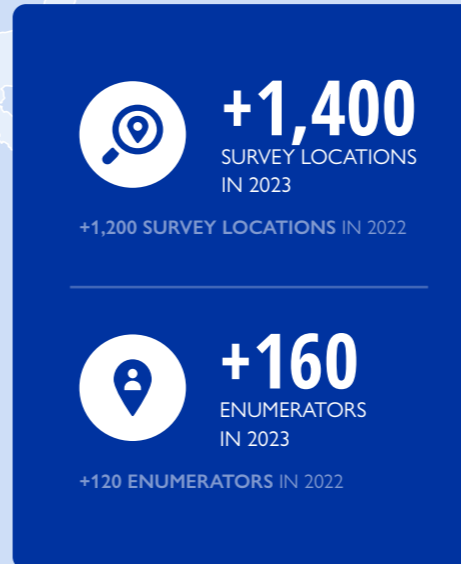 +1,400
SURVEY LOCATIONS
IN 2023
+1,200 SURVEY LOCATIONS IN 2022
+160
ENUMERATORS
IN 2023
+120 ENUMERATORS IN 2022